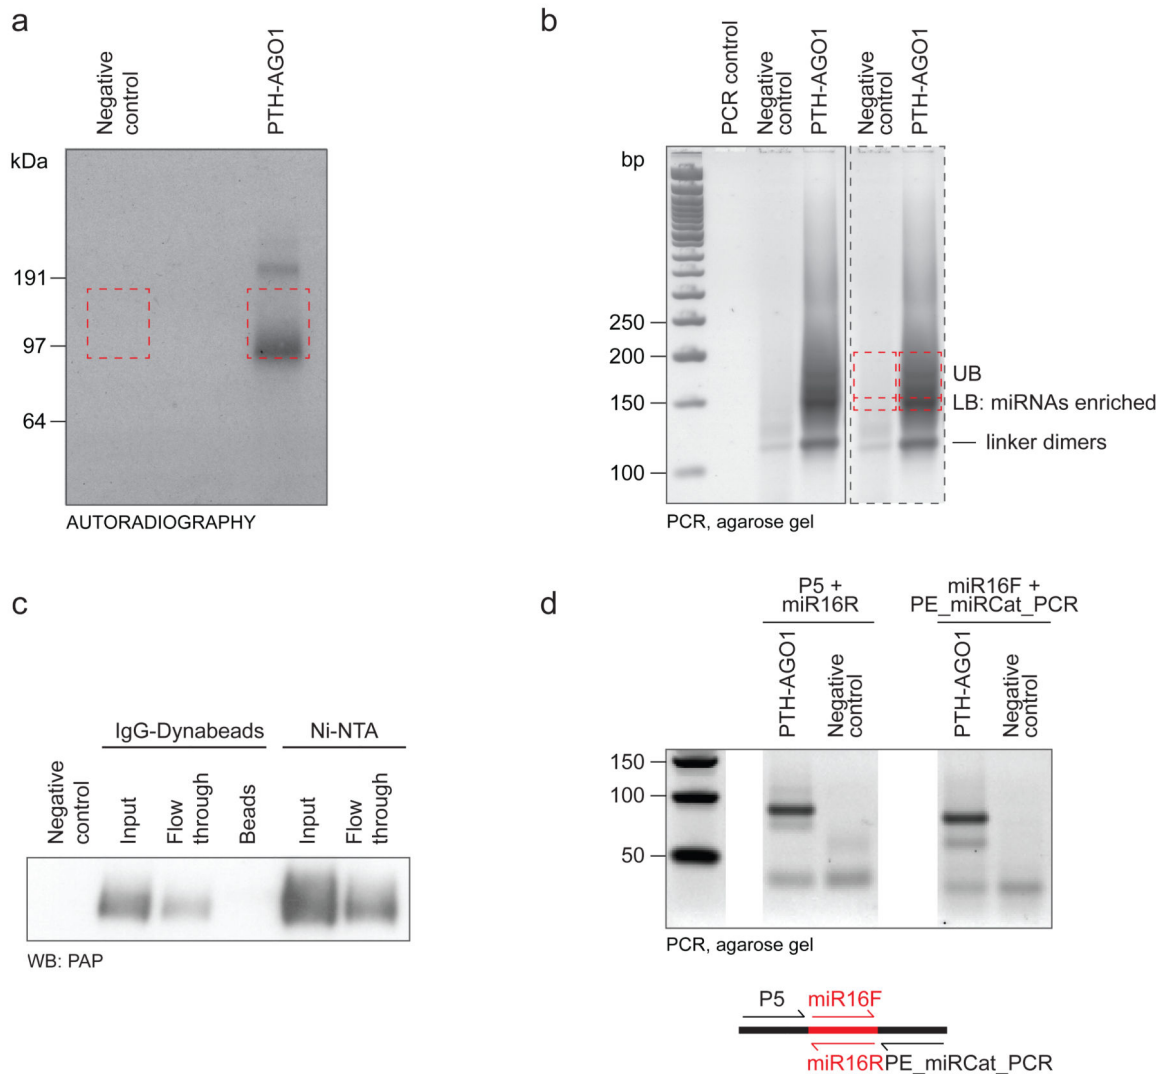 a
Negative
control
PTH-AGO1
kDa
191
97
64
AUTORADIOGRAPHY
b
PCR control
Negative
control
PTH-AGO1
Negative
control
PTH-AGO1
bp
250
200
150
100
UB
LB: miRNAs enriched
linker dimers
PCR, agarose gel
c
IgG-Dynabeads
Ni-NTA
Negative
control
Input
Flow
through
Beads
Input
Flow
through
WB: PAP
d
P5 +
miR16R
miR16F +
PE_miRCat_PCR
PTH-AGO1
Negative
control
PTH-AGO1
Negative
control
150
100
50
PCR, agarose gel
P5
miR16F
miR16R
PE_miRCat_PCR